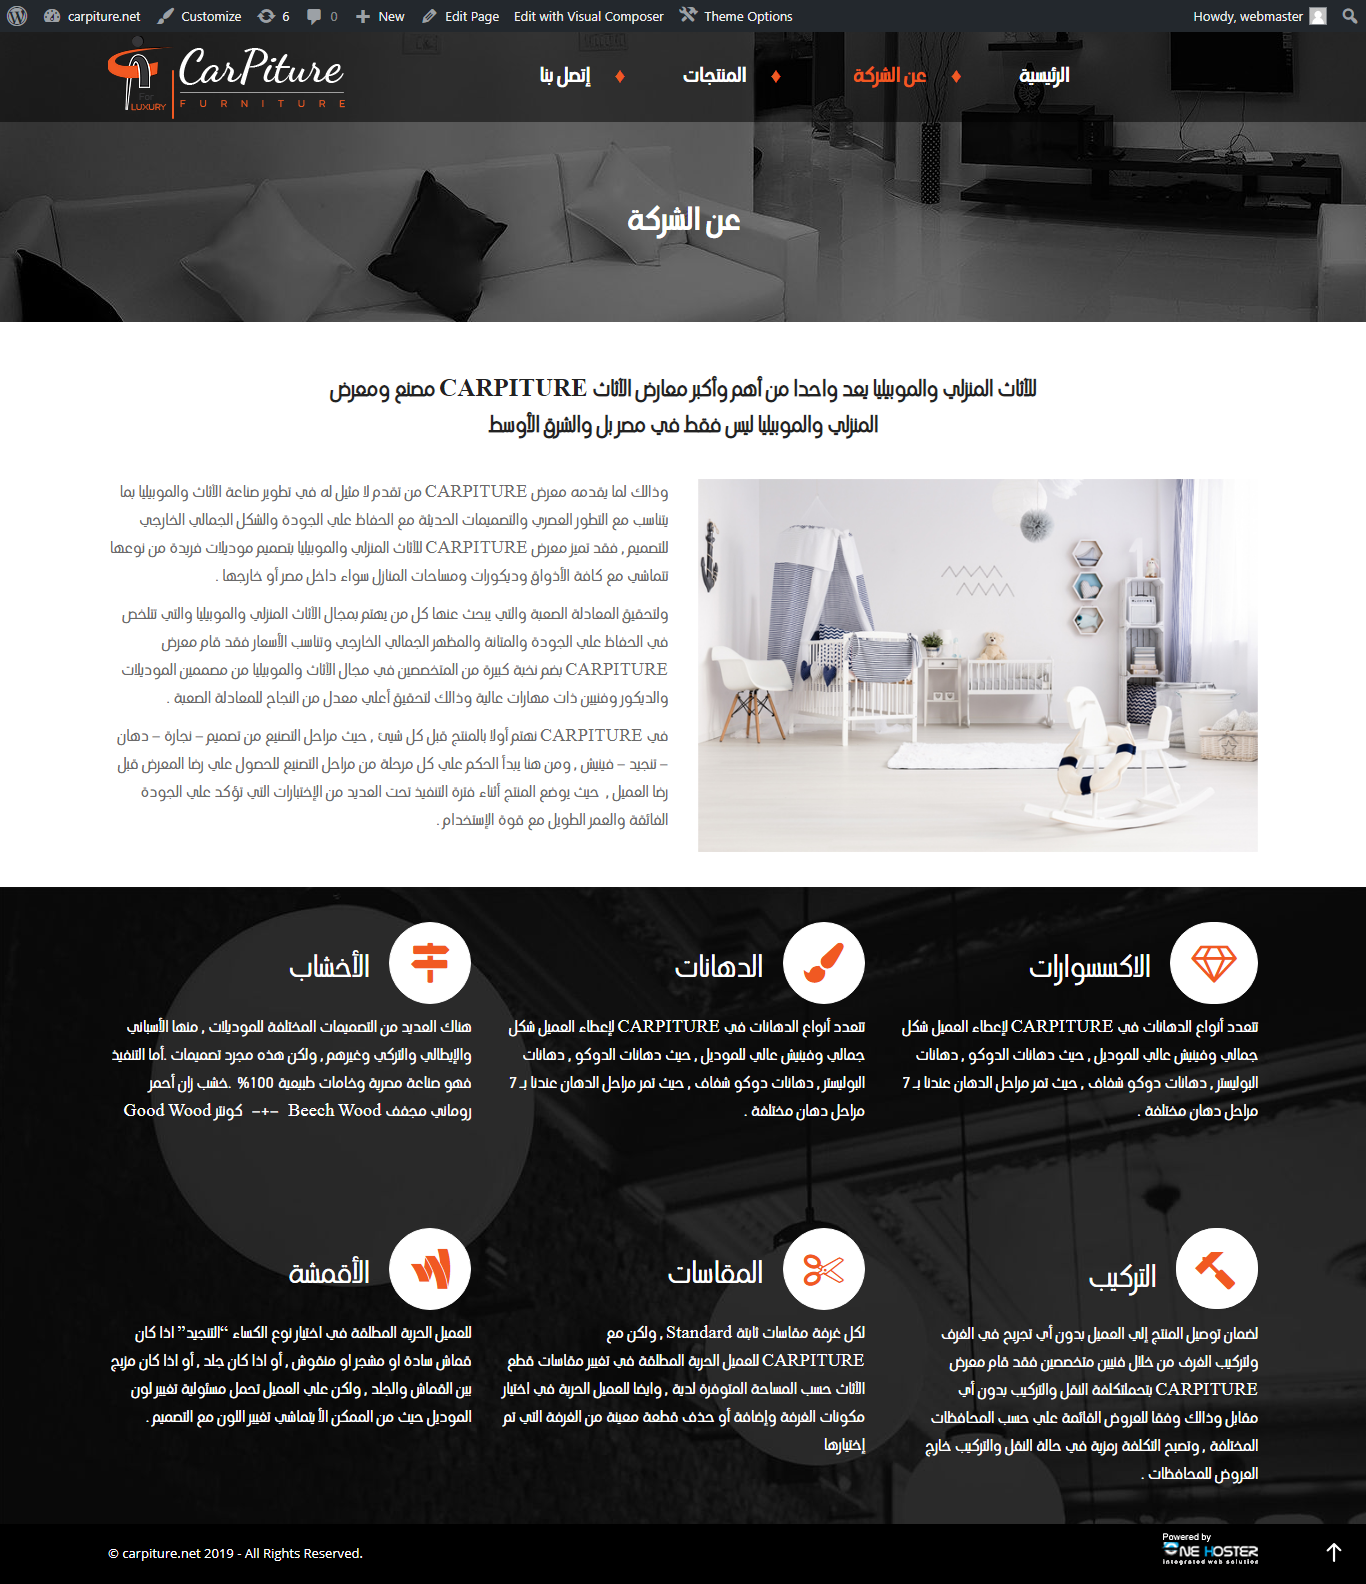 carpiture.net Customize 6 0 New Edit Page Edit with Visual Composer Theme Options Howdy, webmaster
CarPiture
For
LUXURY
FURNITURE
الرئيسية
عن الشركة
المنتجات
إتصل بنا
عن الشركة
للآثاث المنزلي والموبيليا يعد واحدا من أهم وأكبر معارض الآثاث CARPITURE مصنع ومعرض
المنزلي والموبيليا ليس فقط في مصر بل والشرق الأوسط
وذالك لما يقدمه معرض CARPITURE من تقدم لا مثيل له في تطوير صناعة الآثاث والموبيليا بما
يتناسب مع التطور العصري والتصميمات الحديثة مع الحفاظ علي الجودة والشكل الجمالي الخارجي
للتصميم , فقد تميز معرض CARPITURE للآثاث المنزلي والموبيليا بتصميم موديلات فريدة من نوعها
تتماشي مع كافة الأذواق وديكورات ومساحات المنازل سواء داخل مصر أو خارجها .
ولتحقيق المعادلة الصعبة والتي يبحث عنها كل من يهتم بمجال الآثاث المنزلي والموبيليا والتي تتلخص
في الحفاظ علي الجودة والمتانة والمظهر الجمالي الخارجي وتناسب الأسعار فقد قام معرض
CARPITURE بضم نخبة كبيرة من المتخصصين في مجال الآثاث والموبيليا من مصممين الموديلات
والديكور وفنيين ذات مهارات عالية وذالك لتحقيق أعلي معدل من النجاح للمعادلة الصعبة .
في CARPITURE نهتم أولا بالمنتج قبل كل شيئ , حيث مراحل التصنيع من تصميم – نجارة – دهان
– تنجيد – فينيش , ومن هنا يبدأ الحكم علي كل مرحلة من مراحل التصنيع للحصول علي رضا المعرض قبل
رضا العميل , حيث يوضع المنتج أثناء فترة التنفيذ تحت العديد من الإختبارات التي تؤكد علي الجودة
الفائقة والعمر الطويل مع قوة الإستخدام .
الاكسسوارات
تتعدد أنواع الدهانات في CARPITURE لإعطاء العميل شكل
جمالي وفينيش عالي للموديل , حيث دهانات الدوكو , دهانات
البوليستر , دهانات دوكو شفاف , حيث تمر مراحل الدهان عندنا بـ 7
مراحل دهان مختلفة .
الدهانات
تتعدد أنواع الدهانات في CARPITURE لإعطاء العميل شكل
جمالي وفينيش عالي للموديل , حيث دهانات الدوكو , دهانات
البوليستر , دهانات دوكو شفاف , حيث تمر مراحل الدهان عندنا بـ 7
مراحل دهان مختلفة .
الأخشاب
هناك العديد من التصميمات المختلفة للموديلات , منها الأسباني
والإيطالي والتركي وغيرهم , ولكن هذه مجرد تصميمات .أما التنفيذ
فهو صناعة مصرية وخامات طبيعية 100% .خشب زان أحمر
روماني مجفف Beech Wood –+– كونتر Good Wood
التركيب
لضمان توصيل المنتج إلي العميل بدون أي تجريح في الغرف
ولتركيب الغرف من خلال فنيين متخصصين فقد قام معرض
CARPITURE بتحملتكلفة النقل والتركيب بدون أي
مقابل وذالك وفقا للعروض القائمة علي حسب المحافظات
المختلفة , وتصبح التكلفة رمزية في حالة النقل والتركيب خارج
العروض للمحافظات .
المقاسات
لكل غرفة مقاسات ثابتة Standard , ولكن مع
CARPITURE للعميل الحرية المطلقة في تغيير مقاسات قطع
الآثاث حسب المساحة المتوفرة لدية , وايضا للعميل الحرية في اختيار
مكونات الغرفة وإضافة أو حذف قطعة معينة من الغرفة التي تم
إختيارها
الأقمشة
للعميل الحرية المطلقة في اختيار نوع الكساء “التنجيد” اذا كان
قماش سادة او مشجر او منقوش , أو اذا كان جلد , أو اذا كان مزيج
بين القماش والجلد , ولكن علي العميل تحمل مسئولية تغيير لون
الموديل حيث من الممكن الأ يتماشي تغيير اللون مع التصميم .
© carpiture.net 2019 - All Rights Reserved.
Powered by
ONE HOSTER
integrated web solution